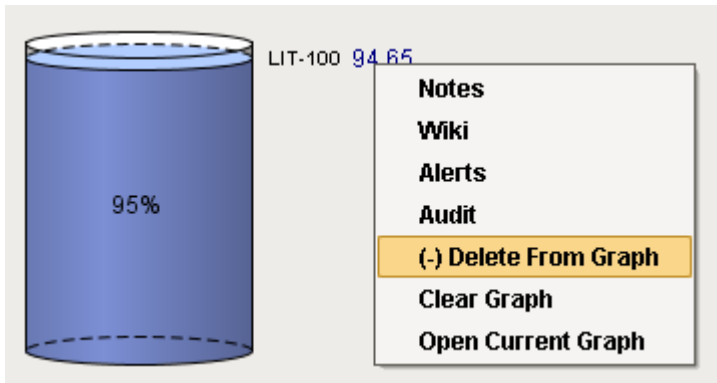 LIT-100 94.65
95%
Notes
Wiki
Alerts
Audit
(-) Delete From Graph
Clear Graph
Open Current Graph